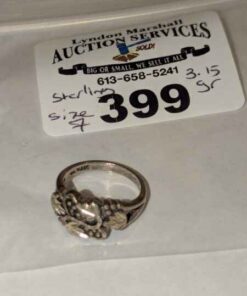 Lyndon Marshall
AUCTION SERVICES
SOLD!
BIG OR SMALL, WE SELL IT ALL
613-658-5241
Sterling
size 7
399
3.15 gr